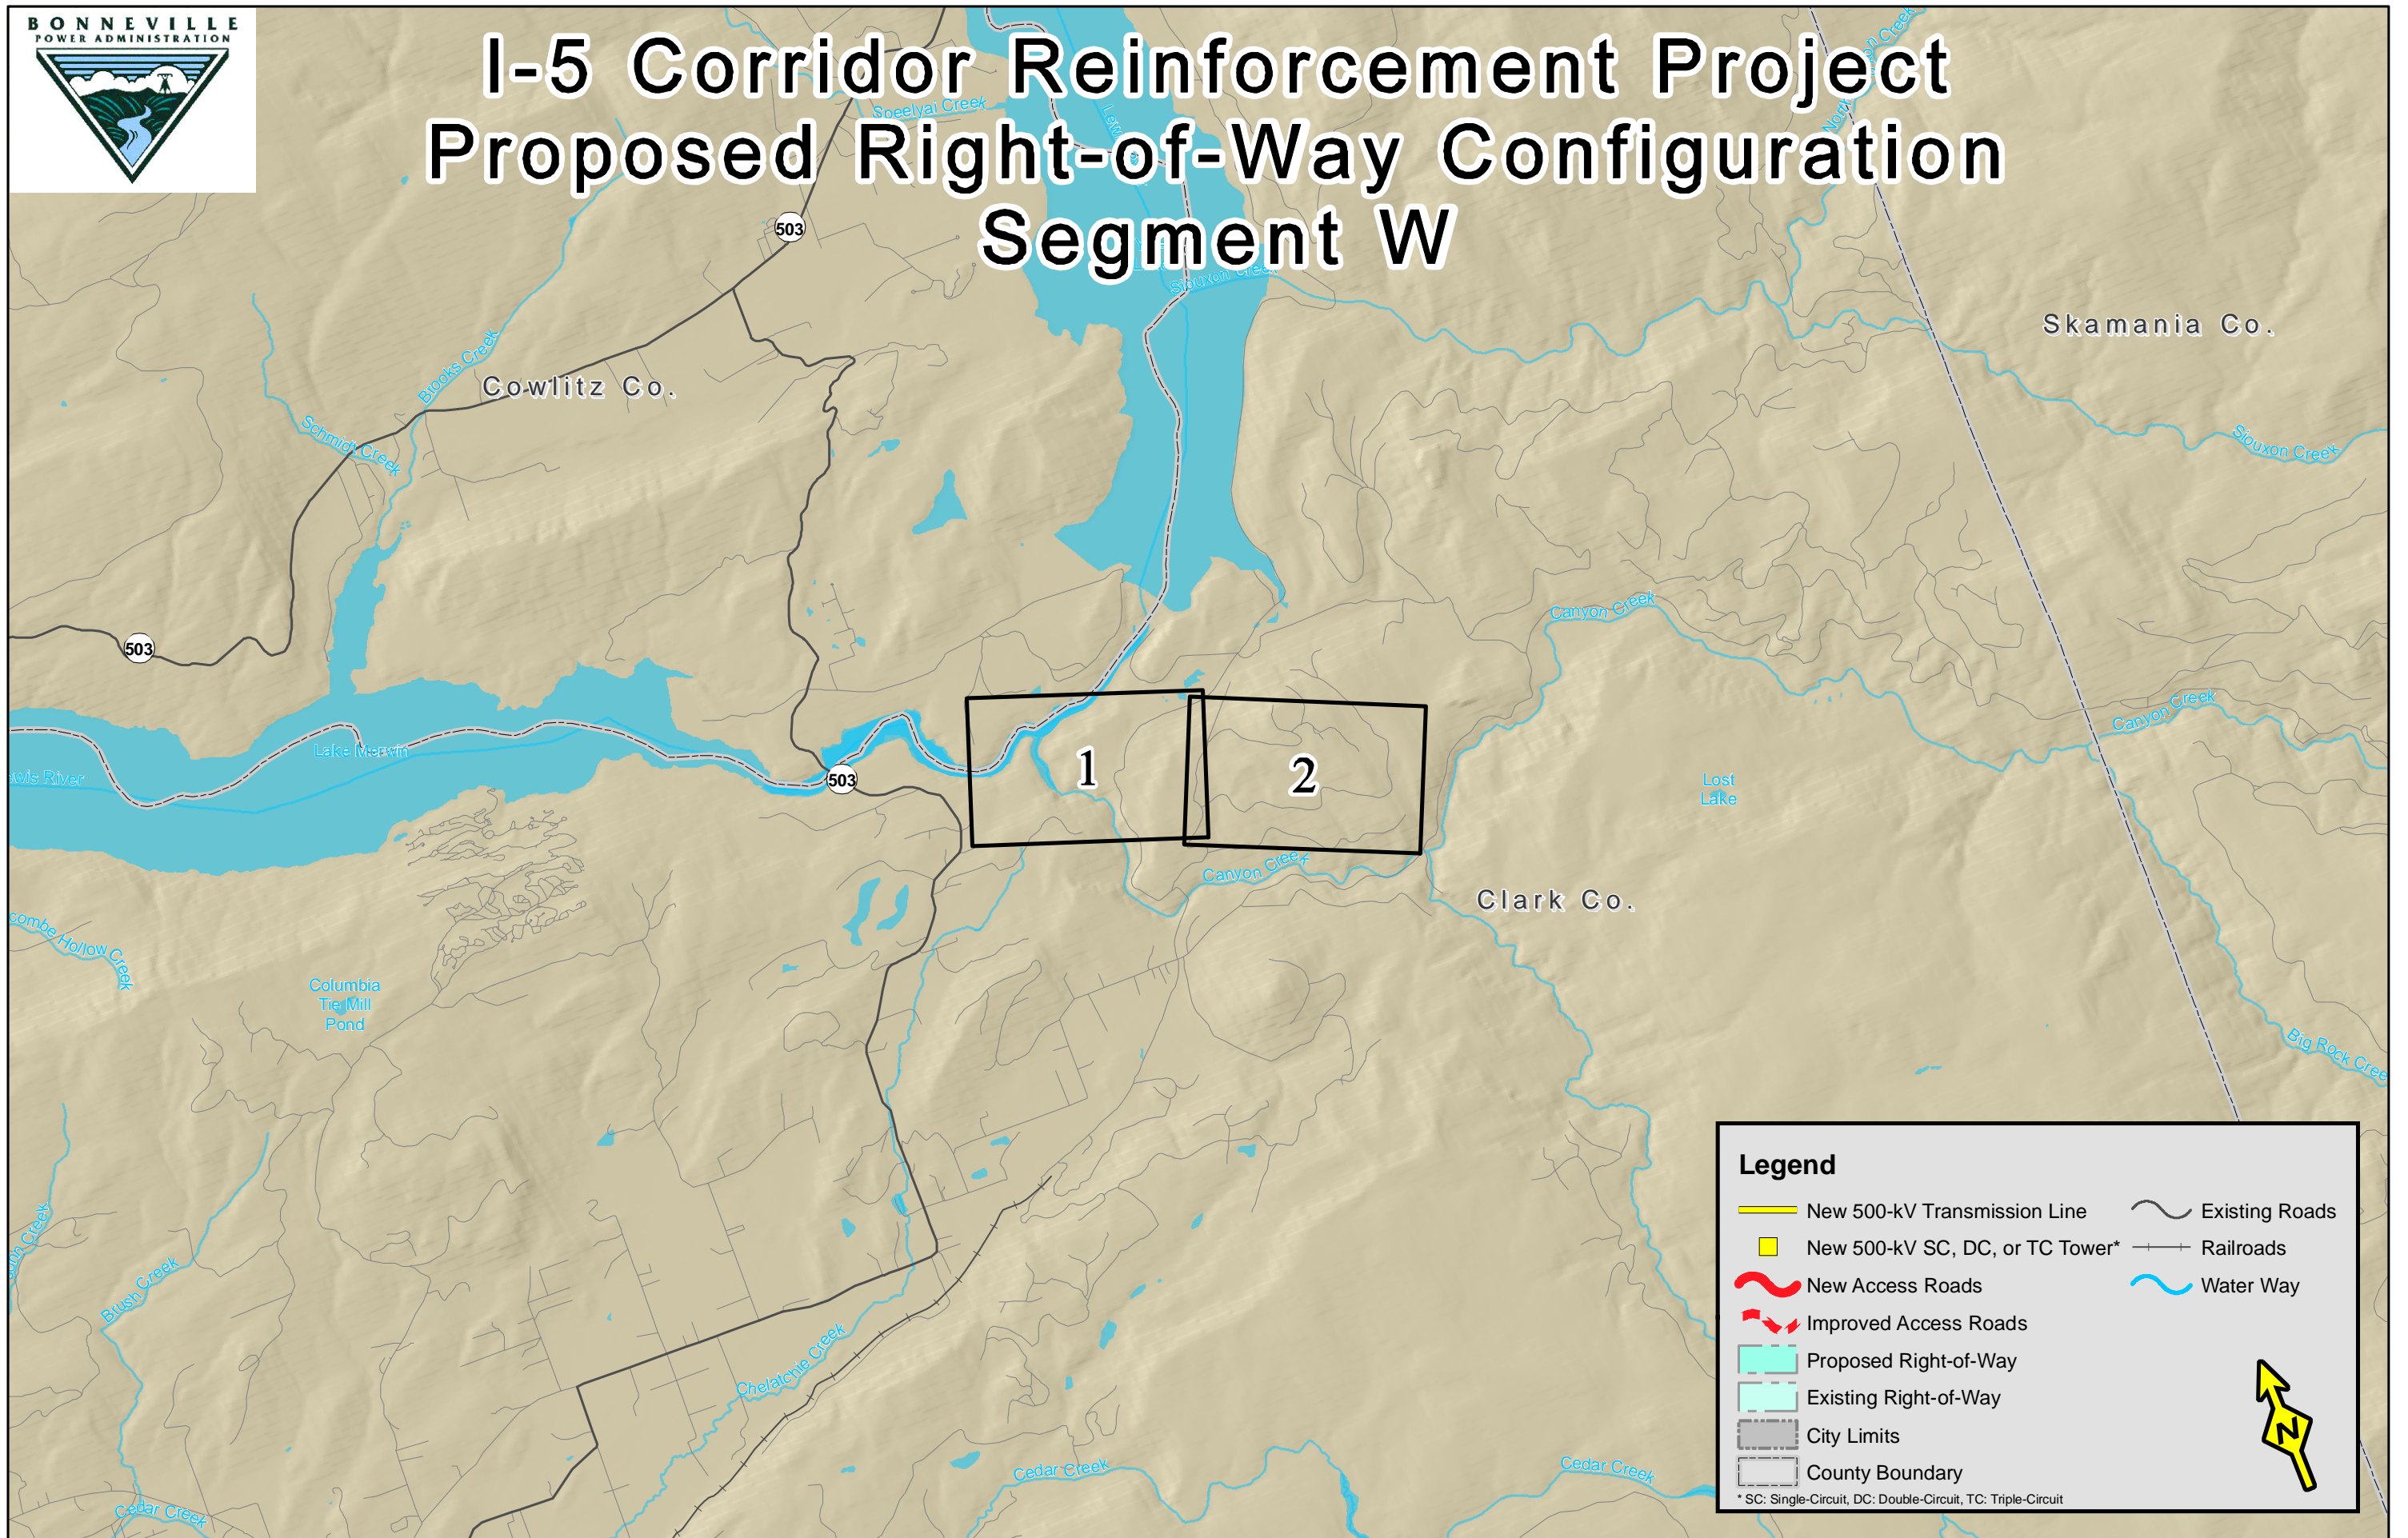 BONNEVILLE
POWER ADMINISTRATION
I-5 Corridor Reinforcement Project
Proposed Right-of-Way Configuration
Segment W
Speelyai Creek
Siouxon Creek
503
Skamania Co.
Brooks Creek
Cowlitz Co.
Schmidt Creek
Siouxon Creek
Canyon Creek
503
Canyon Creek
Lake Merwin
503
1
2
Lost
Lake
Canyon Creek
Clark Co.
Hollow Creek
Columbia
Tie Mill
Pond
Big Rock
Brush Creek
Chelatchie Creek
Cedar Creek
Cedar Creek
Cedar Creek
Legend
New 500-kV Transmission Line
Existing Roads
New 500-kV SC, DC, or TC Tower*
Railroads
New Access Roads
Water Way
Improved Access Roads
Proposed Right-of-Way
Existing Right-of-Way
City Limits
County Boundary
N
* SC: Single-Circuit, DC: Double-Circuit, TC: Triple-Circuit